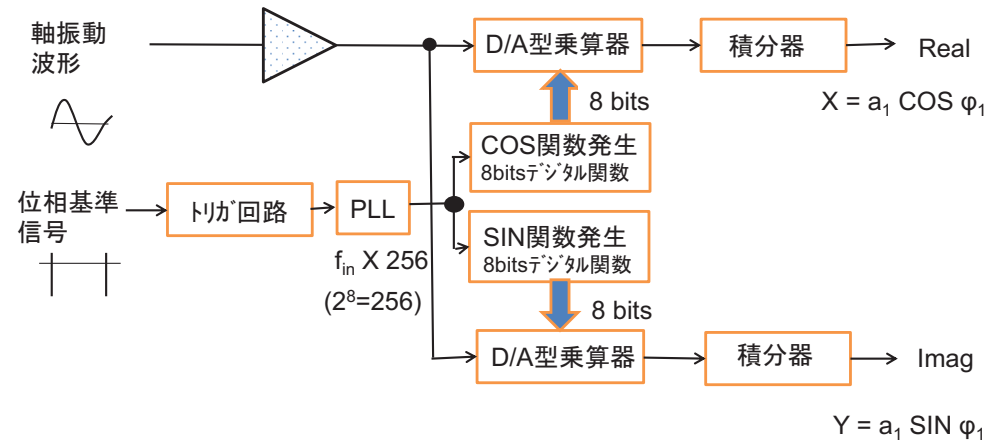 軸振動
波形
D/A型乗算器
積分器
Real
8 bits
X = a₁ COS φ₁
COS関数発生
8bitsﾃﾞｼﾞﾀﾙ関数
位相基準
信号
ﾄﾘｶﾞ回路
PLL
SIN関数発生
8bitsﾃﾞｼﾞﾀﾙ関数
fᵢₙ X 256
(2⁸=256)
8 bits
D/A型乗算器
積分器
Imag
Y = a₁ SIN φ₁